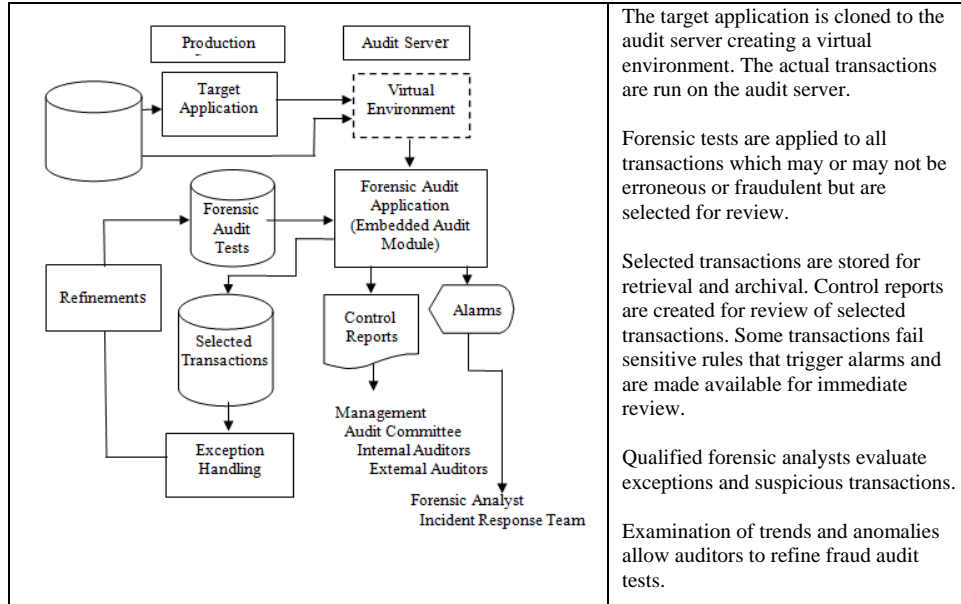 Production
Audit Server
Target
Application
Virtual
Environment
Forensic
Audit
Tests
Forensic Audit
Application
(Embedded Audit
Module)
Refinements
Selected
Transactions
Control
Reports
Alarms
Exception
Handling
Management
Audit Committee
Internal Auditors
External Auditors
Forensic Analyst
Incident Response Team
The target application is cloned to the
audit server creating a virtual
environment. The actual transactions
are run on the audit server.
Forensic tests are applied to all
transactions which may or may not be
erroneous or fraudulent but are
selected for review.
Selected transactions are stored for
retrieval and archival. Control reports
are created for review of selected
transactions. Some transactions fail
sensitive rules that trigger alarms and
are made available for immediate
review.
Qualified forensic analysts evaluate
exceptions and suspicious transactions.
Examination of trends and anomalies
allow auditors to refine fraud audit
tests.